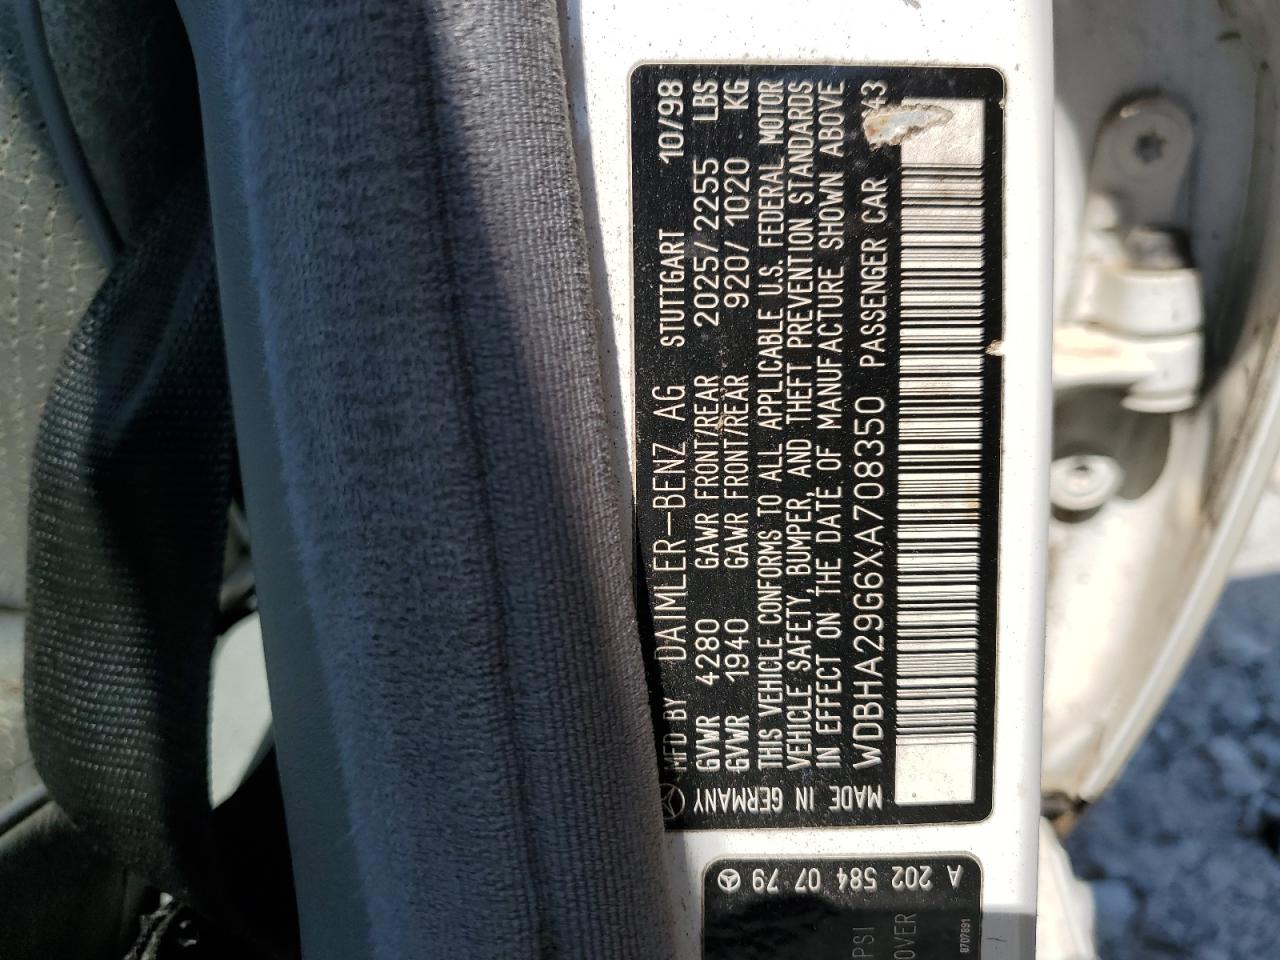 MFD BY DAIMLER-BENZ AG STUTTGART 10/98
GVWR 4280 GAWR FRONT/REAR 2025/2255 LBS
GVWR 1940 GAWR FRONT/REAR 920/1020 KG
THIS VEHICLE CONFORMS TO ALL APPLICABLE U.S. FEDERAL MOTOR
VEHICLE SAFETY, BUMPER, AND THEFT PREVENTION STANDARDS
IN EFFECT ON THE DATE OF MANUFACTURE SHOWN ABOVE
WDBHA29G6XA708350 PASSENGER CAR 43
MADE IN GERMANY
A 202 584 07 79
PSI
OVER
8707891